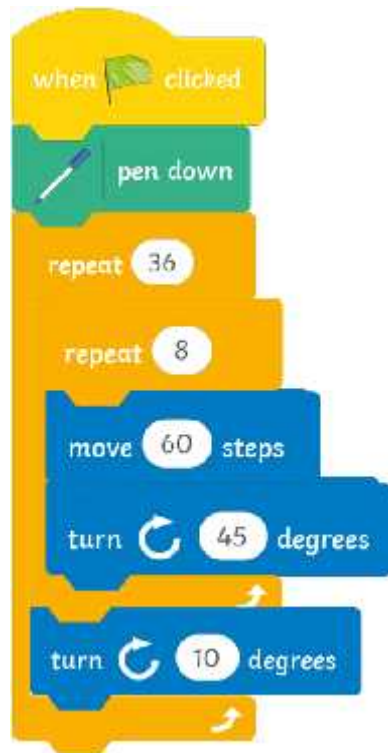 when clicked
pen down
repeat 36
repeat 8
move 60 steps
turn 45 degrees
turn 10 degrees